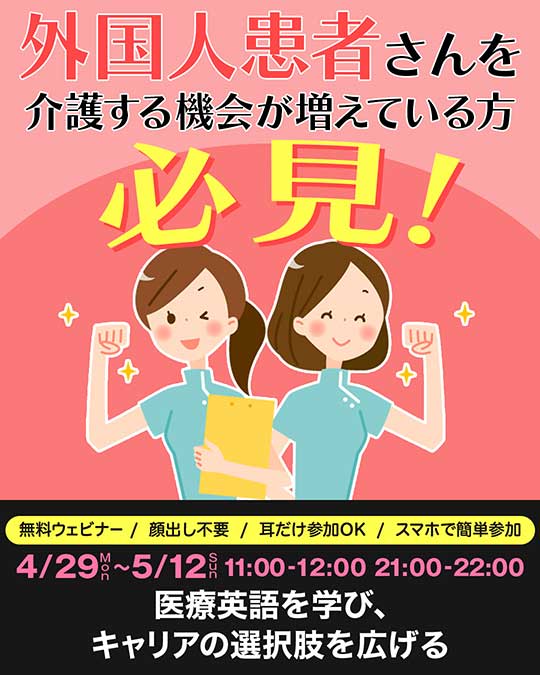 外国人患者さんを
介護する機会が増えている方
必見!
無料ウェビナー / 顔出し不要 / 耳だけ参加OK / スマホで簡単参加
4/29Mon~5/12Sun 11:00-12:00 21:00-22:00
医療英語を学び、
キャリアの選択肢を広げる